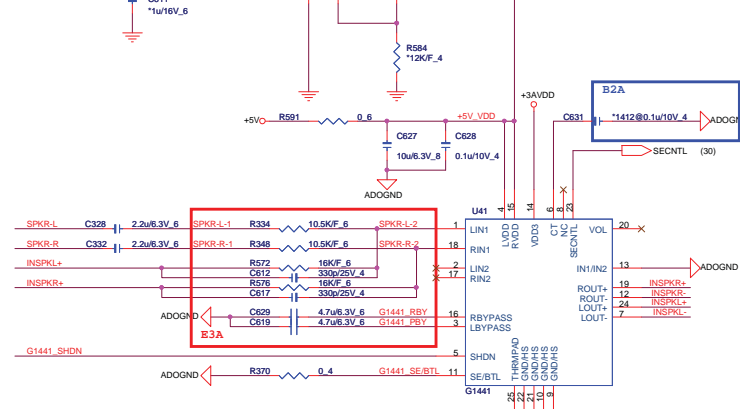 *1u/16V_6
R584
*12K/F_4
B2A
+3AVDD
C631
*1412@0.1u/10V_4
ADOGN
+5V
R591
0_6
+5V_VDD
C627
10u/6.3V_8
C628
0.1u/10V_4
SECNTL
(30)
ADOGND
U41
4
15
14
6
8
23
SPKR-L
C328
2.2u/6.3V_6
SPKR-L-1
R334
10.5K/F_6
SPKR-L-2
1
LIN1
LVDD
RVDD
VDD3
CT
NC
SECNTL
VOL
20
SPKR-R
C332
2.2u/6.3V_6
SPKR-R-1
R348
10.5K/F_6
SPKR-R-2
18
RIN1
INSPKL+
R572
16K/F_6
2
LIN2
IN1/IN2
13
ADOGND
C612
330p/25V_4
17
RIN2
INSPKR+
R576
16K/F_6
ROUT+
19
INSPKR+
C617
330p/25V_4
ROUT-
12
INSPKR-
LOUT+
24
INSPKL+
ADOGND
C629
4.7u/6.3V_6
G1441_RBY
16
RBYPASS
LOUT-
7
INSPKL-
C619
4.7u/6.3V_6
G1441_PBY
3
LBYPASS
E3A
G1441_SHDN
5
SHDN
ADOGND
R370
0_4
G1441_SE/BTL
11
SE/BTL
THRMPAD
GND/HS
GND/HS
GND/HS
GND/HS
G1441
25
22
21
10
9